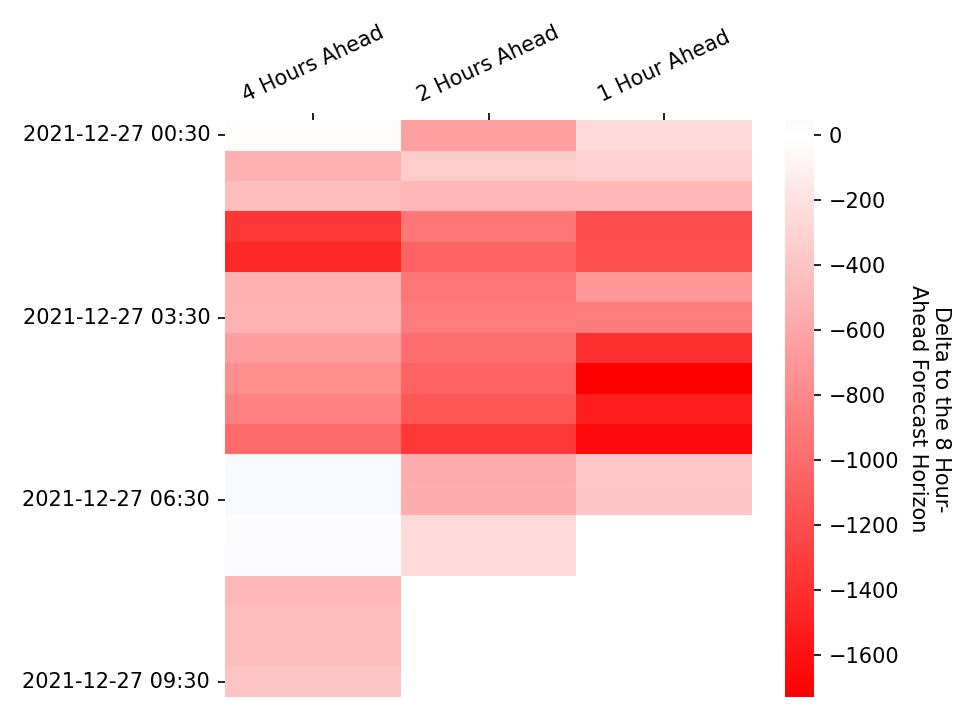 4 Hours Ahead
2 Hours Ahead
1 Hour Ahead
2021-12-27 00:30
2021-12-27 03:30
2021-12-27 06:30
2021-12-27 09:30
0
−200
−400
−600
−800
−1000
−1200
−1400
−1600
Delta to the 8 Hour-
Ahead Forecast Horizon